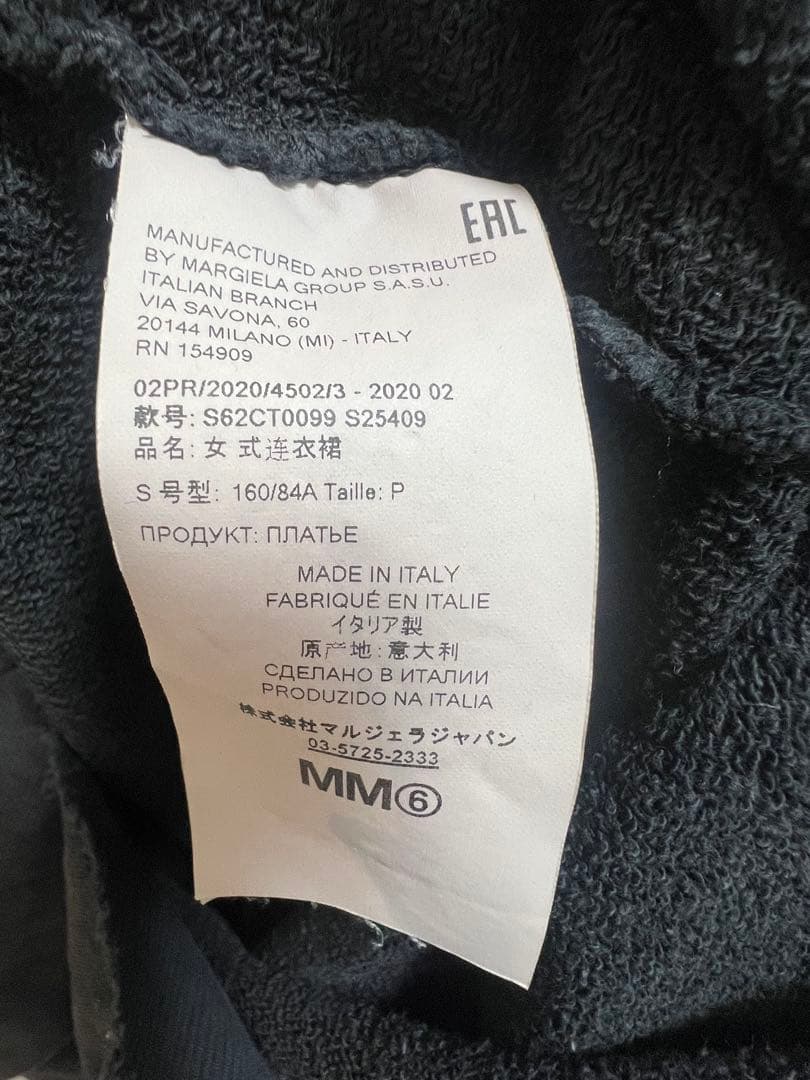 EAC
MANUFACTURED AND DISTRIBUTED
BY MARGIELA GROUP S.A.S.U.
ITALIAN BRANCH
VIA SAVONA, 60
20144 MILANO (MI) - ITALY
RN 154909
02PR/2020/4502/3 - 2020 02
款号: S62CT0099 S25409
品名: 女 式连衣裙
S 号型: 160/84A Taille: P
ПРОДУКТ: ПЛАТЬЕ
MADE IN ITALY
FABRIQUÉ EN ITALIE
イタリア製
原产地: 意大利
СДЕЛАНО В ИТАЛИИ
PRODUZIDO NA ITALIA
株式会社マルジェラジャパン
03-5725-2333
MM⑥